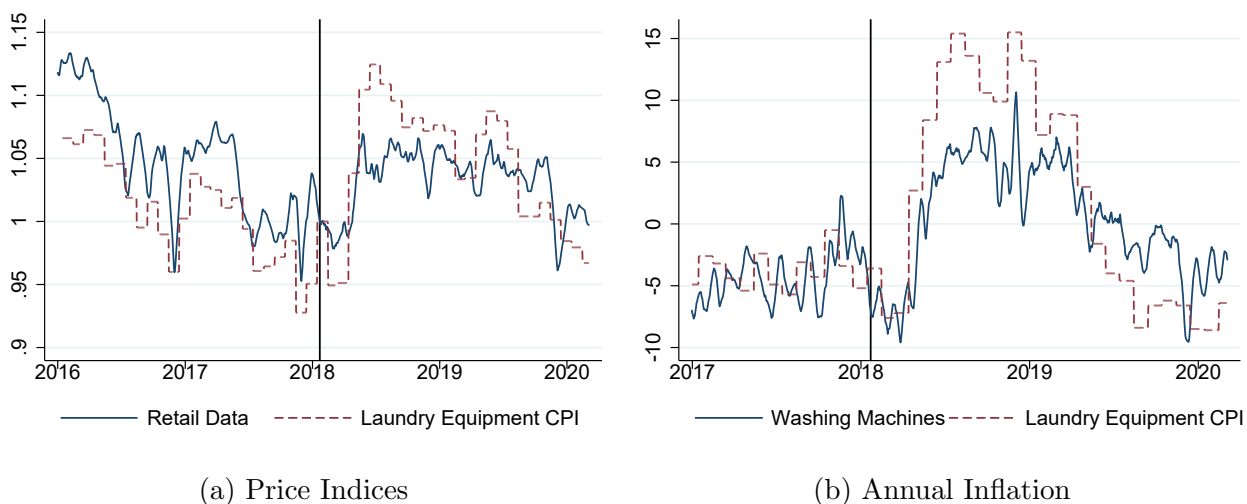 1.15
1.1
1.05
1
.95
.9
2016 2017 2018 2019 2020
Retail Data Laundry Equipment CPI
(a) Price Indices
15
10
5
0
-5
-10
2017 2018 2019 2020
Washing Machines Laundry Equipment CPI
(b) Annual Inflation